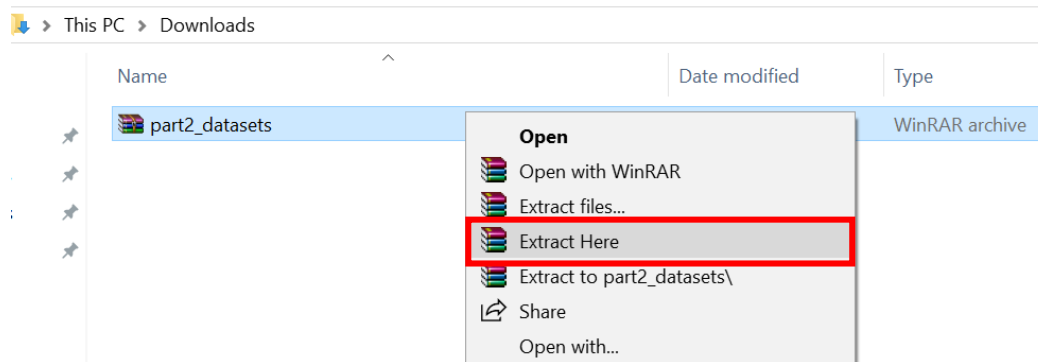 This PC > Downloads
Name Date modified Type
part2_datasets WinRAR archive
Open
Open with WinRAR
Extract files...
Extract Here
Extract to part2_datasets\
Share
Open with...